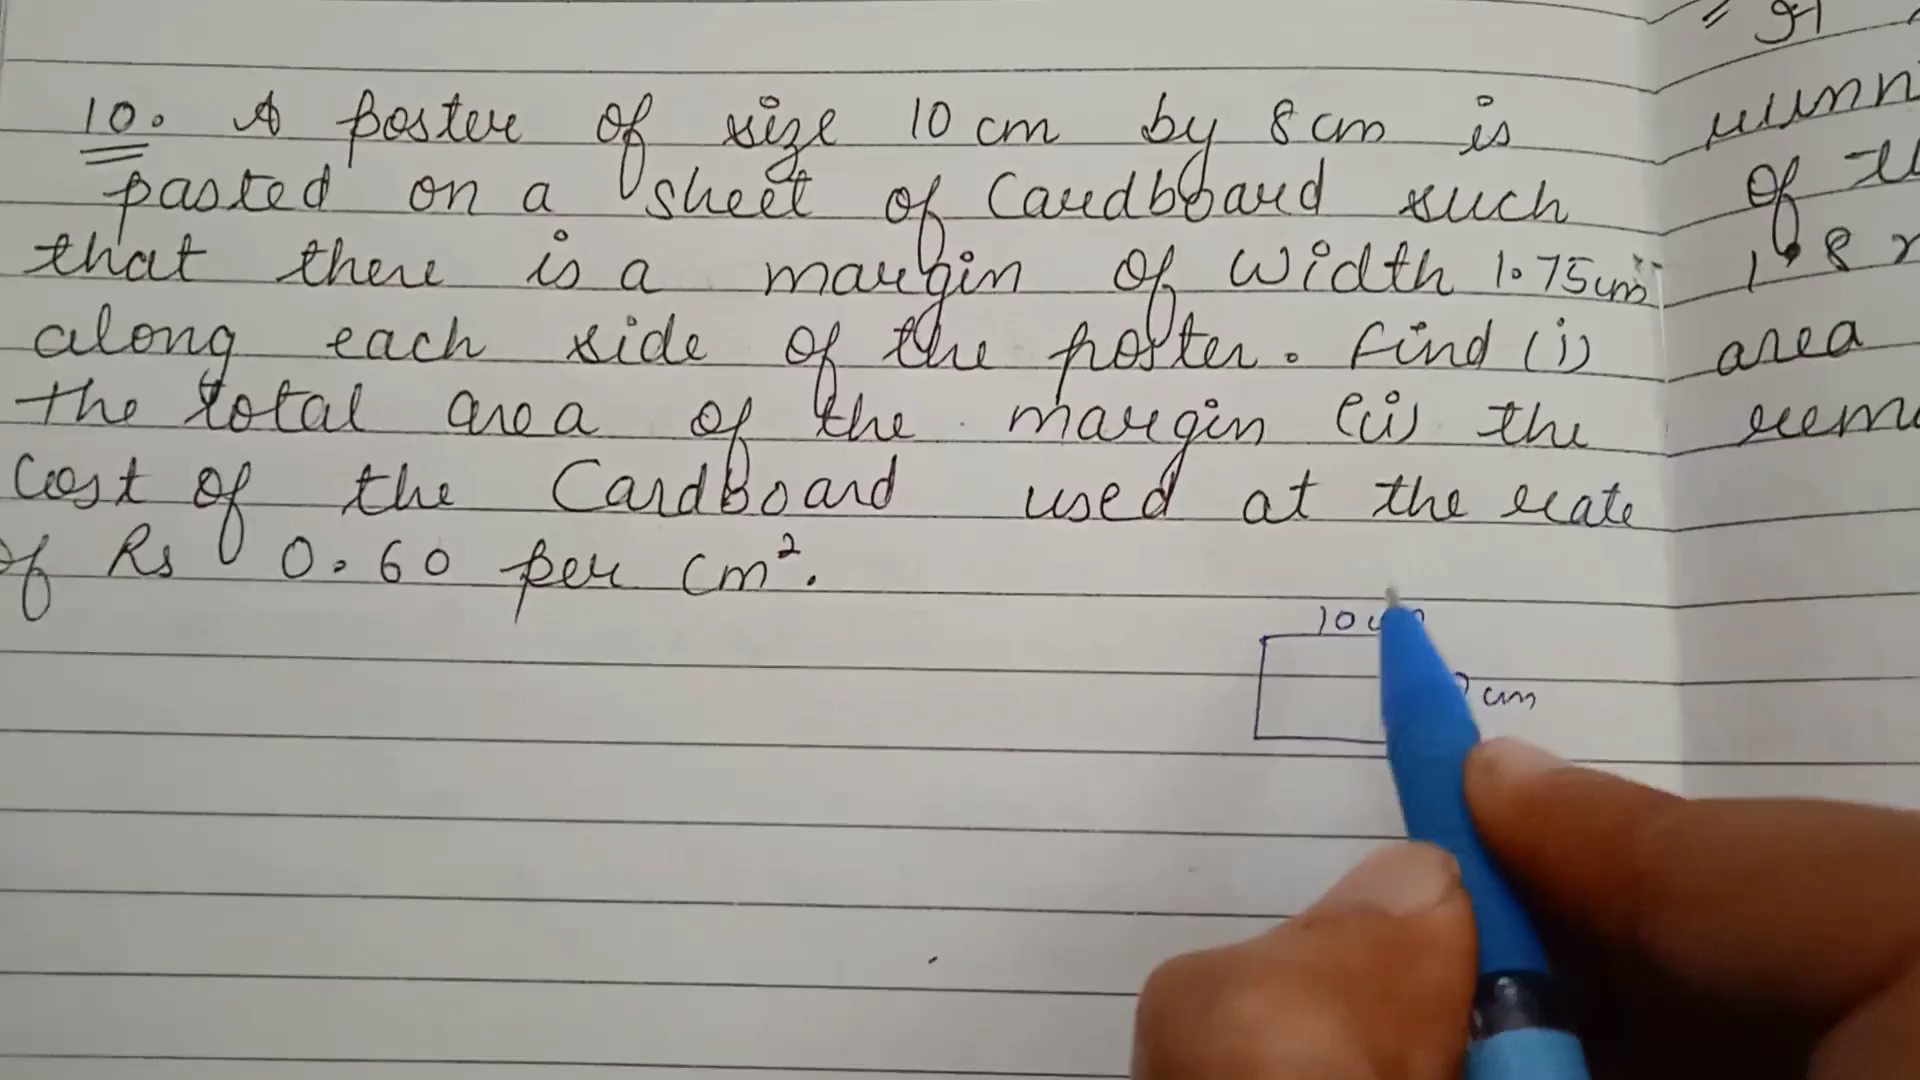 10. A poster of size 10 cm by 8 cm is
pasted on a sheet of Cardboard such
that there is a margin of width 1.75cm
along each side of the poster. Find (i)
the total area of the margin (ii) the
Cost of the CardBoard used at the rate
of Rs 0.60 per cm².
10
cm
of
1.8
area